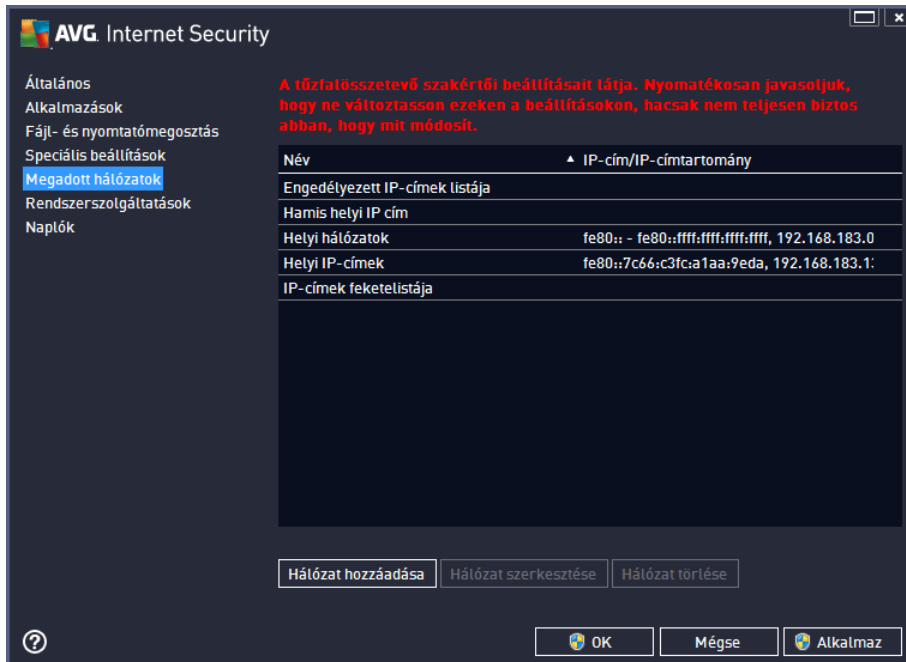 AVG. Internet Security
Általános
Alkalmazások
Fájl- és nyomtatómegosztás
Speciális beállítások
Megadott hálózatok
Rendszerszolgáltatások
Naplók
A tűzfalösszetevő szakértői beállításait látja. Nyomatékosan javasoljuk,
hogy ne változtasson ezeken a beállításokon, hacsak nem teljesen biztos
abban, hogy mit módosít.
Név ▲ IP-cím/IP-címtartomány
Engedélyezett IP-címek listája
Hamis helyi IP cím
Helyi hálózatok fe80:: - fe80::ffff:ffff:ffff:ffff, 192.168.183.0
Helyi IP-címek fe80::7c66:c3fc:a1aa:9eda, 192.168.183.1
IP-címek feketelistája
Hálózat hozzáadása Hálózat szerkesztése Hálózat törlése
? OK Mégse Alkalmaz